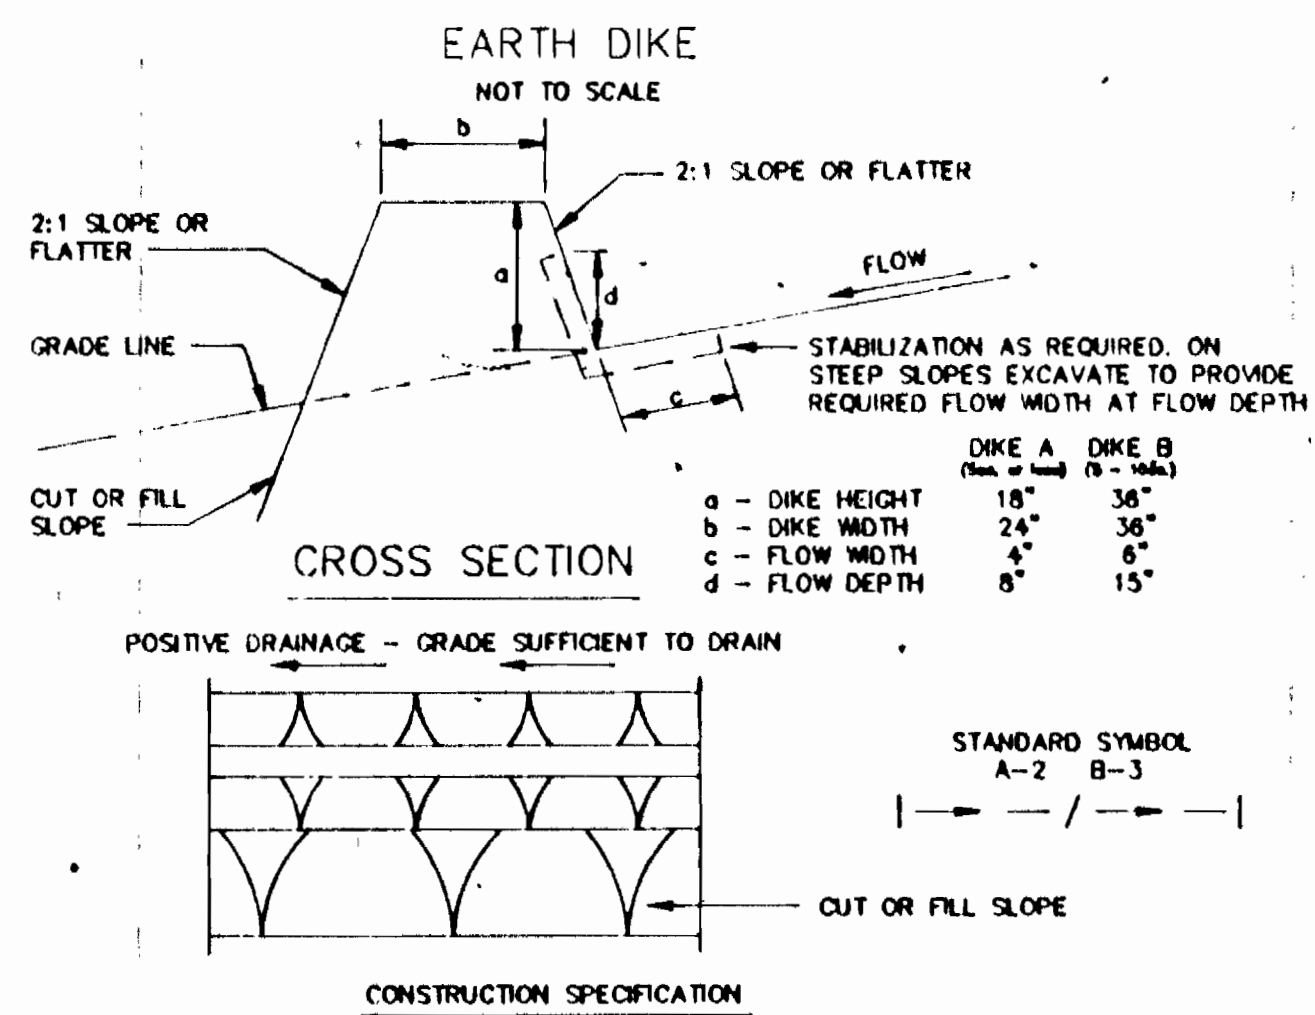 EARTH DIKE
NOT TO SCALE
b
2:1 SLOPE OR FLATTER
2:1 SLOPE OR
FLATTER
a
d
FLOW
GRADE LINE
STABILIZATION AS REQUIRED. ON
STEEP SLOPES EXCAVATE TO PROVIDE
REQUIRED FLOW WIDTH AT FLOW DEPTH
c
CUT OR FILL
SLOPE
DIKE A DIKE B
a - DIKE HEIGHT 18" 36"
b - DIKE WIDTH 24" 36"
c - FLOW WIDTH 4" 6"
d - FLOW DEPTH 8" 15"
CROSS SECTION
POSITIVE DRAINAGE - GRADE SUFFICIENT TO DRAIN
STANDARD SYMBOL
A-2 B-3
CUT OR FILL SLOPE
CONSTRUCTION SPECIFICATION